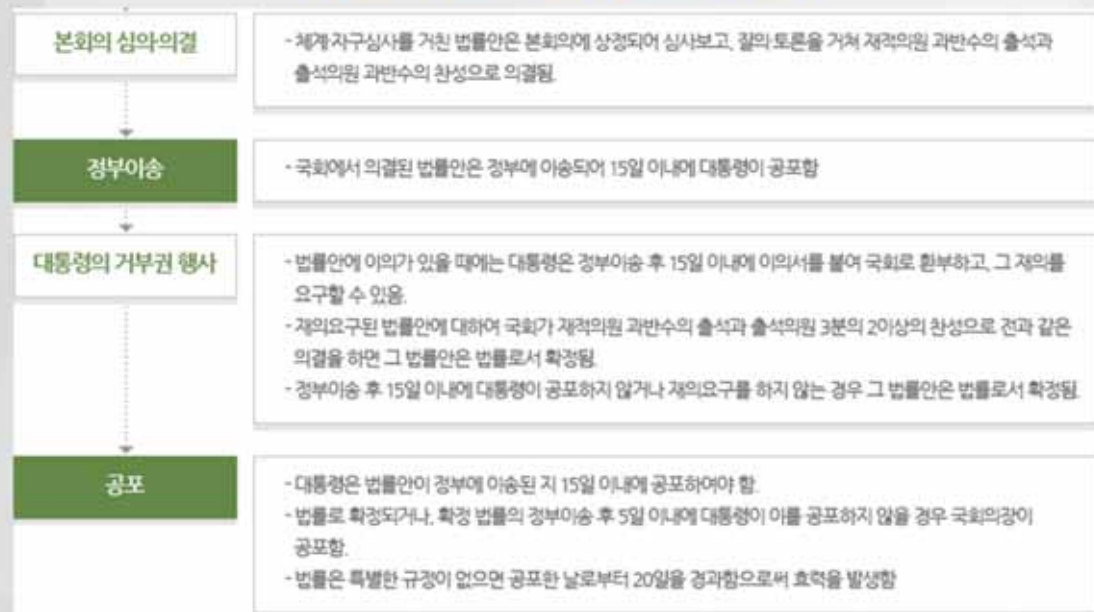 본회의 심의·의결
- 체계·자구심사를 거친 법률안은 본회의에 상정되어 심사보고, 질의·토론을 거쳐 재적의원 과반수의 출석과
출석의원 과반수의 찬성으로 의결됨.
정부이송
- 국회에서 의결된 법률안은 정부에 이송되어 15일 이내에 대통령이 공포함
대통령의 거부권 행사
- 법률안에 이의가 있을 때에는 대통령은 정부이송 후 15일 이내에 이의서를 붙여 국회로 환부하고, 그 재의를
요구할 수 있음.
- 재의요구된 법률안에 대하여 국회가 재적의원 과반수의 출석과 출석의원 3분의 2이상의 찬성으로 전과 같은
의결을 하면 그 법률안은 법률로서 확정됨.
- 정부이송 후 15일 이내에 대통령이 공포하지 않거나 재의요구를 하지 않는 경우 그 법률안은 법률로서 확정됨.
공포
- 대통령은 법률안이 정부에 이송된 지 15일 이내에 공포하여야 함.
- 법률로 확정되거나, 확정 법률의 정부이송 후 5일 이내에 대통령이 이를 공포하지 않을 경우 국회의장이
공포함.
- 법률은 특별한 규정이 없으면 공포한 날로부터 20일을 경과함으로써 효력을 발생함